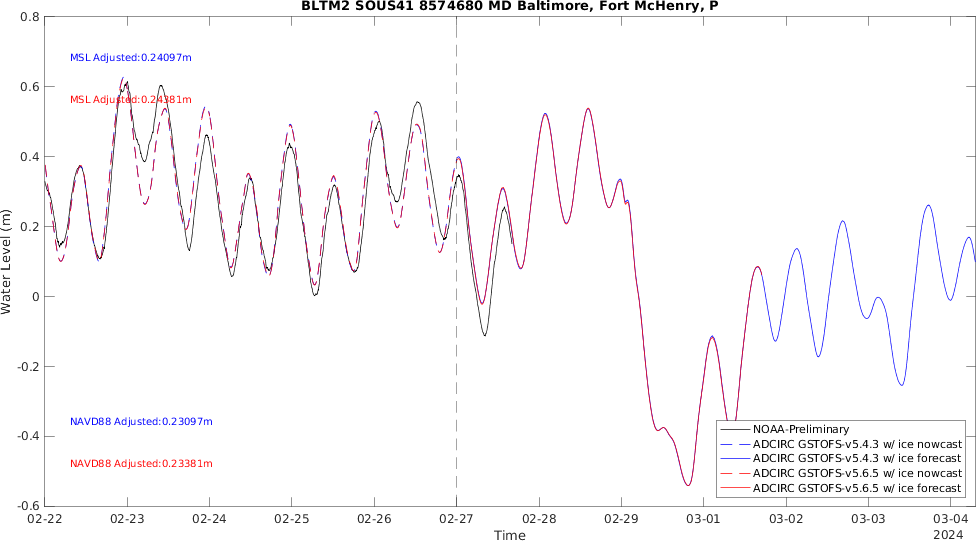 BLTM2 SOUS41 8574680 MD Baltimore, Fort McHenry, P
0.8
0.6
0.4
0.2
0
-0.2
-0.4
-0.6
Water Level (m)
MSL Adjusted:0.24097m
MSL Adjusted:0.24381m
NAVD88 Adjusted:0.23097m
NAVD88 Adjusted:0.23381m
NOAA-Preliminary
ADCIRC GSTOFS-v5.4.3 w/ ice nowcast
ADCIRC GSTOFS-v5.4.3 w/ ice forecast
ADCIRC GSTOFS-v5.6.5 w/ ice nowcast
ADCIRC GSTOFS-v5.6.5 w/ ice forecast
02-22 02-23 02-24 02-25 02-26 02-27 02-28 02-29 03-01 03-02 03-03 03-04
Time
2024